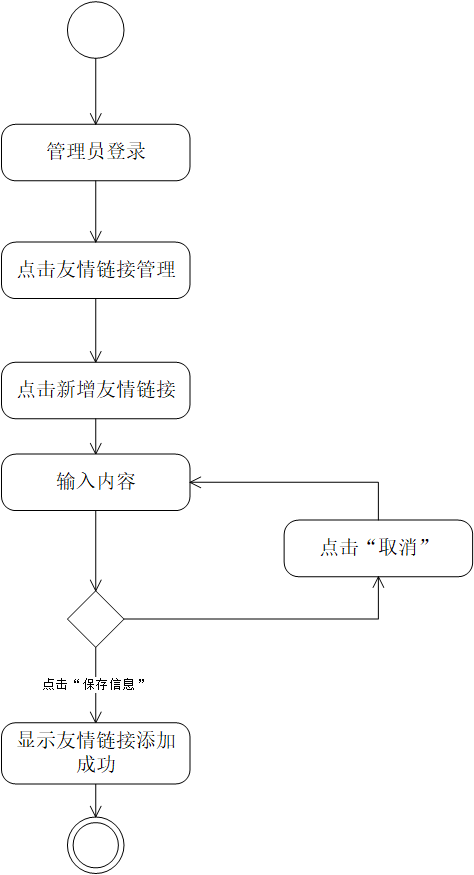 管理员登录
点击友情链接管理
点击新增友情链接
输入内容
点击“取消”
点击“保存信息”
显示友情链接添加
成功